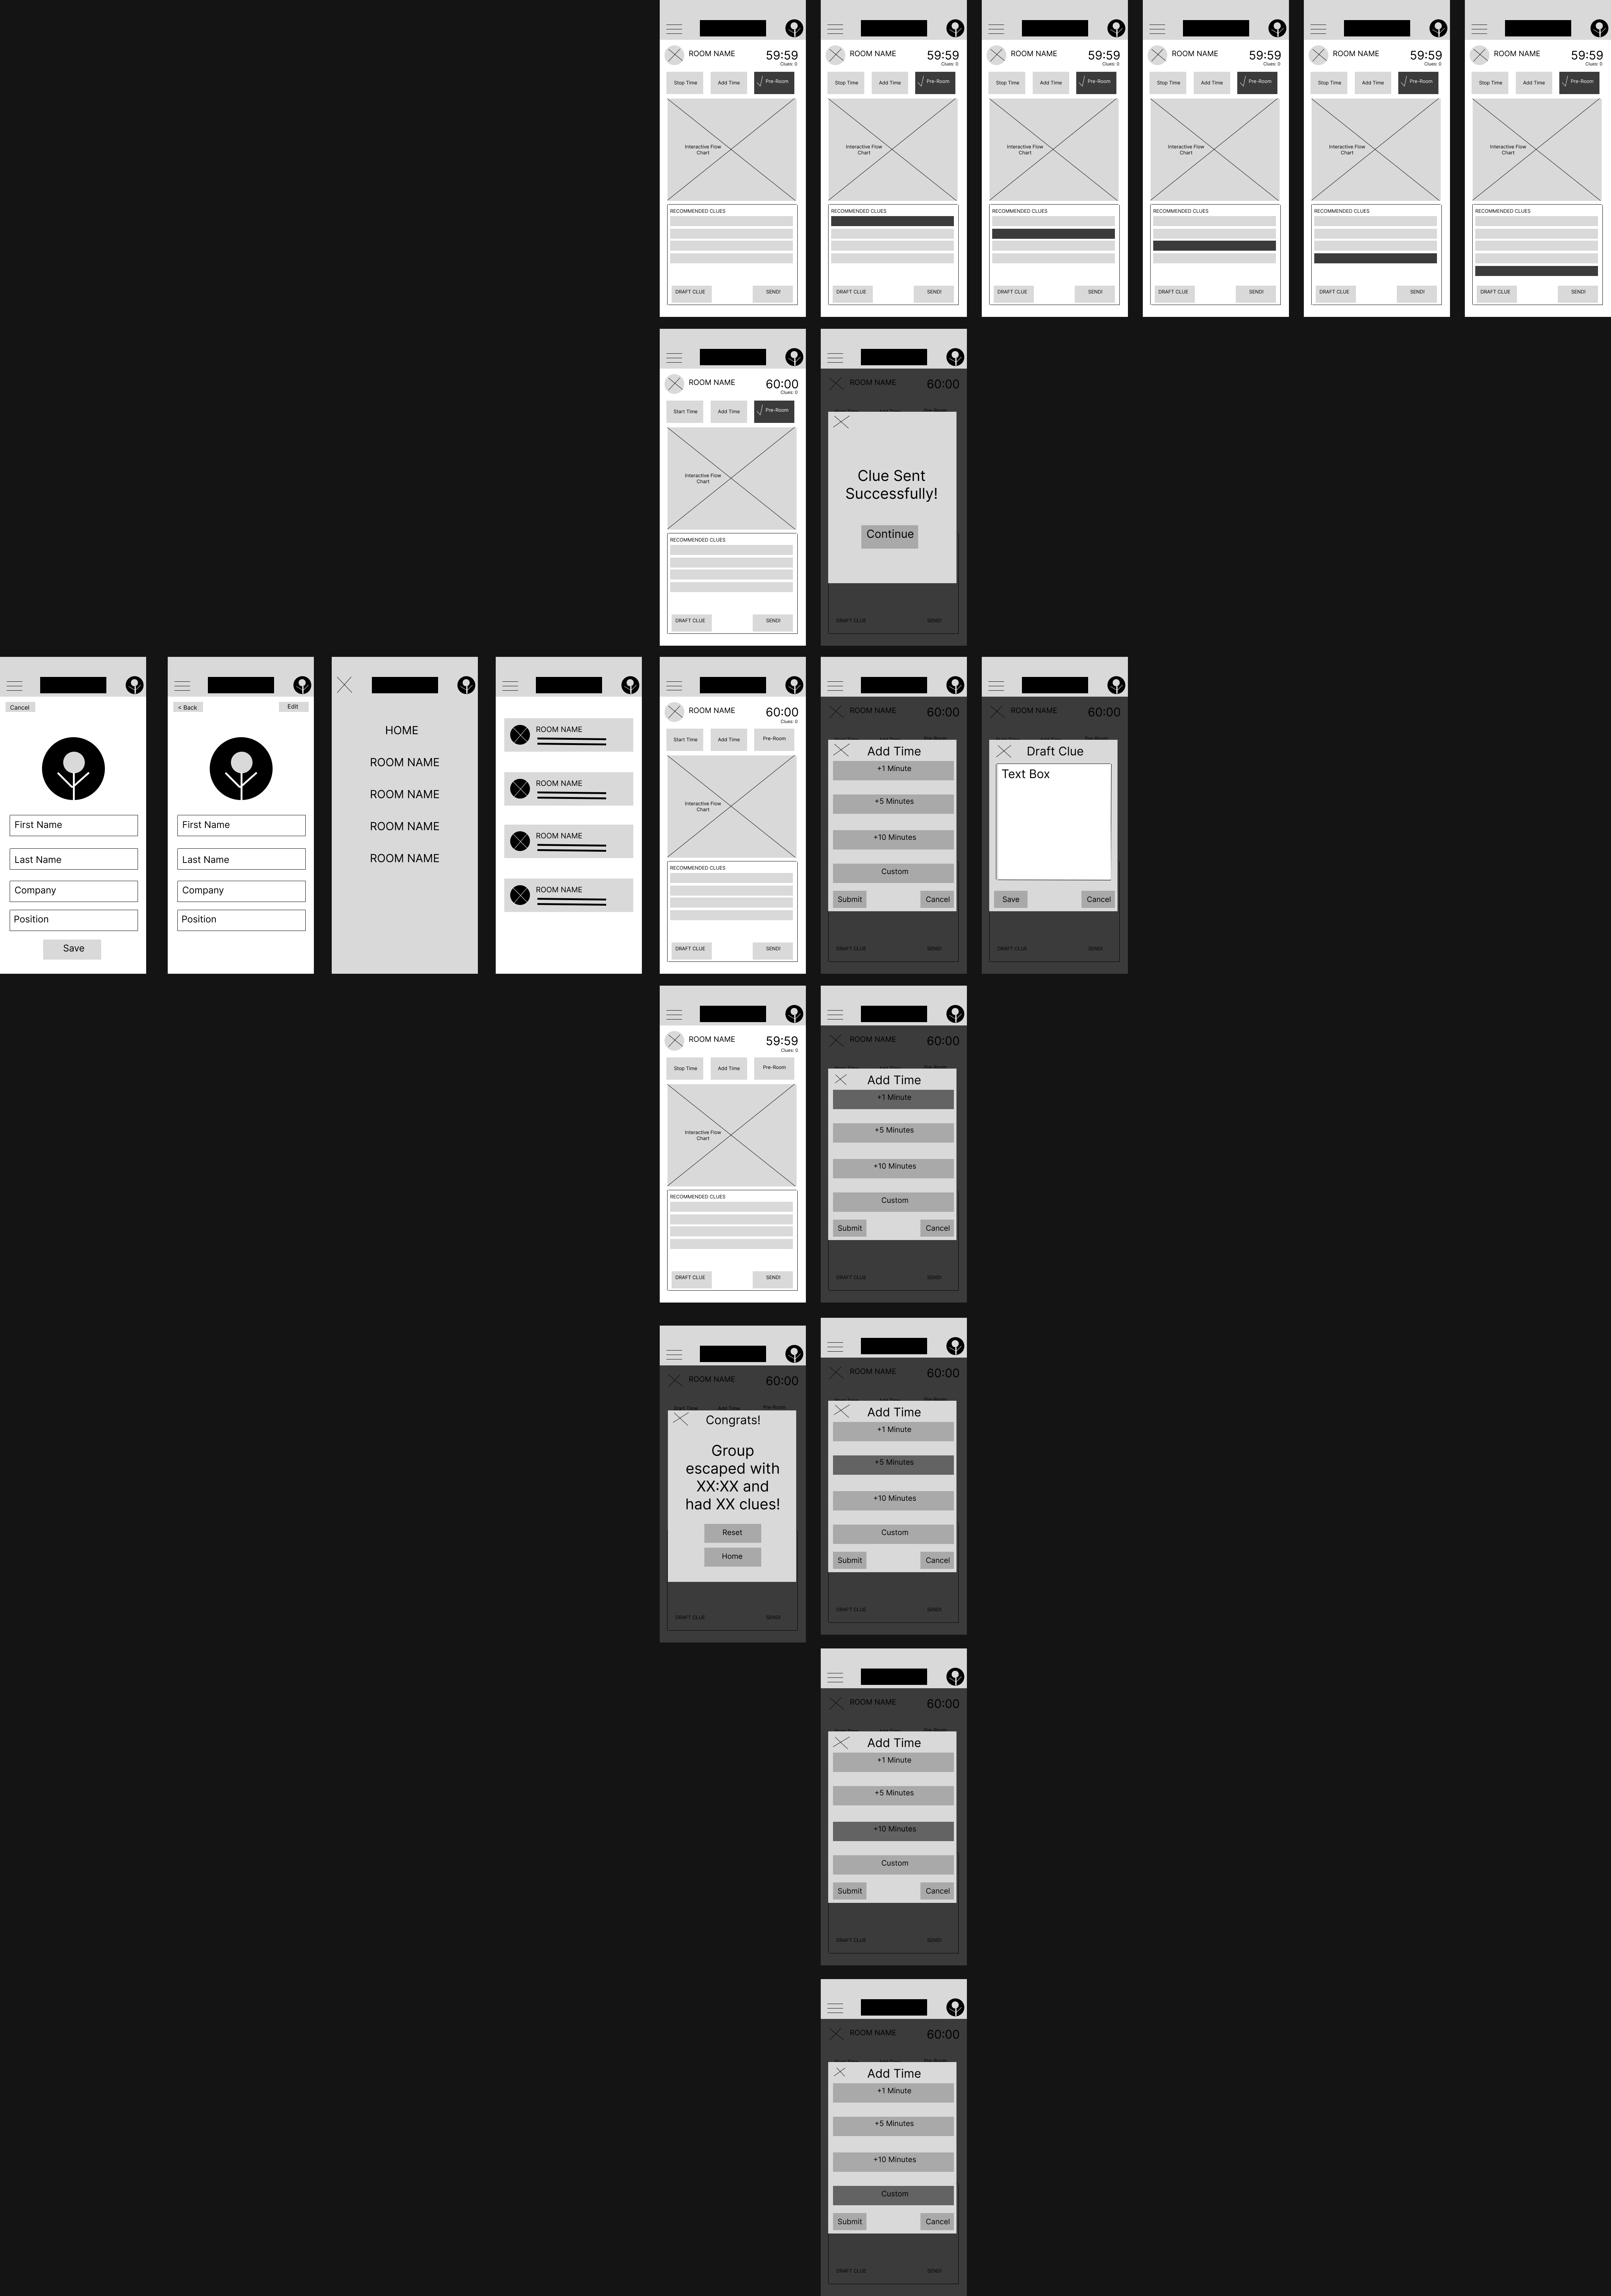 ROOM NAME
59:59
Clues: 0
Stop Time
Add Time
Pre-Room
Interactive Flow
Chart
RECOMMENDED CLUES
DRAFT CLUE
SEND!
ROOM NAME
59:59
Clues: 0
Stop Time
Add Time
Pre-Room
Interactive Flow
Chart
RECOMMENDED CLUES
DRAFT CLUE
SEND!
ROOM NAME
59:59
Clues: 0
Stop Time
Add Time
Pre-Room
Interactive Flow
Chart
RECOMMENDED CLUES
DRAFT CLUE
SEND!
ROOM NAME
59:59
Clues: 0
Stop Time
Add Time
Pre-Room
Interactive Flow
Chart
RECOMMENDED CLUES
DRAFT CLUE
SEND!
ROOM NAME
59:59
Clues: 0
Stop Time
Add Time
Pre-Room
Interactive Flow
Chart
RECOMMENDED CLUES
DRAFT CLUE
SEND!
ROOM NAME
59:59
Clues: 0
Stop Time
Add Time
Pre-Room
Interactive Flow
Chart
RECOMMENDED CLUES
DRAFT CLUE
SEND!
ROOM NAME
60:00
Clues: 0
Start Time
Add Time
Pre-Room
Interactive Flow
Chart
RECOMMENDED CLUES
DRAFT CLUE
SEND!
ROOM NAME
60:00
Clue Sent
Successfully!
Continue
DRAFT CLUE
SEND!
Cancel
First Name
Last Name
Company
Position
Save
< Back
Edit
First Name
Last Name
Company
Position
HOME
ROOM NAME
ROOM NAME
ROOM NAME
ROOM NAME
ROOM NAME
ROOM NAME
ROOM NAME
ROOM NAME
ROOM NAME
60:00
Clues: 0
Start Time
Add Time
Pre-Room
Interactive Flow
Chart
RECOMMENDED CLUES
DRAFT CLUE
SEND!
ROOM NAME
60:00
Add Time
+1 Minute
+5 Minutes
+10 Minutes
Custom
Submit
Cancel
DRAFT CLUE
SEND!
ROOM NAME
60:00
Draft Clue
Text Box
Save
Cancel
DRAFT CLUE
SEND!
ROOM NAME
59:59
Clues: 0
Stop Time
Add Time
Pre-Room
Interactive Flow
Chart
RECOMMENDED CLUES
DRAFT CLUE
SEND!
ROOM NAME
60:00
Add Time
+1 Minute
+5 Minutes
+10 Minutes
Custom
Submit
Cancel
DRAFT CLUE
SEND!
ROOM NAME
60:00
Start Time
Add Time
Pre-Room
Congrats!
Group
escaped with
XX:XX and
had XX clues!
Reset
Home
DRAFT CLUE
SEND!
ROOM NAME
60:00
Add Time
+1 Minute
+5 Minutes
+10 Minutes
Custom
Submit
Cancel
DRAFT CLUE
SEND!
ROOM NAME
60:00
Add Time
+1 Minute
+5 Minutes
+10 Minutes
Custom
Submit
Cancel
DRAFT CLUE
SEND!
ROOM NAME
60:00
Add Time
+1 Minute
+5 Minutes
+10 Minutes
Custom
Submit
Cancel
DRAFT CLUE
SEND!